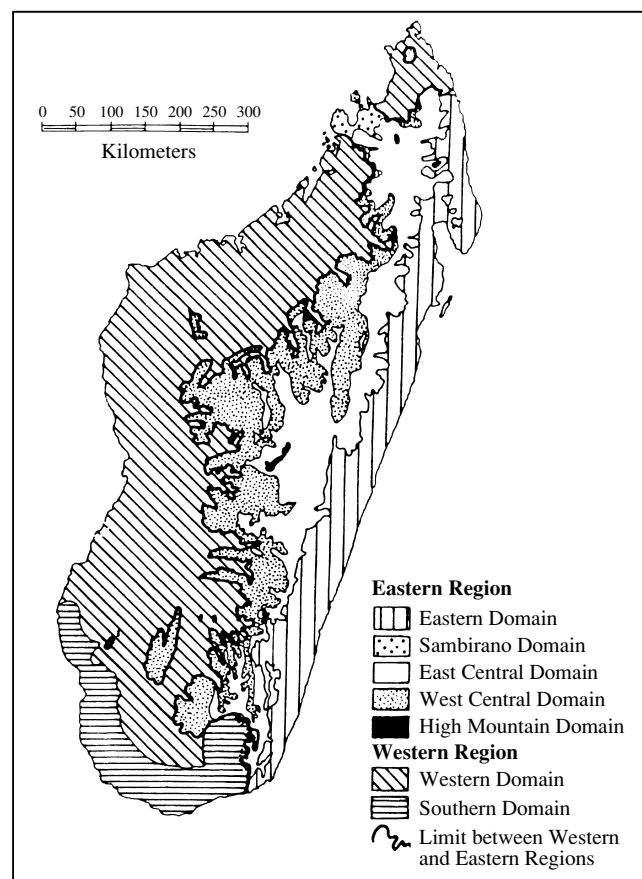 0 50 100 150 200 250 300
Kilometers
Eastern Region
Eastern Domain
Sambirano Domain
East Central Domain
West Central Domain
High Mountain Domain
Western Region
Western Domain
Southern Domain
Limit between Western
and Eastern Regions